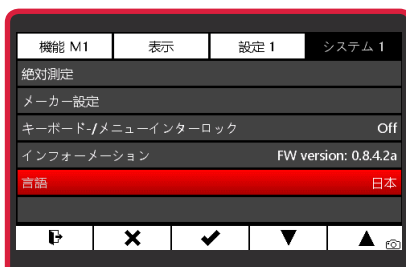 機能 M1 表示 設定 1 システム 1
絶対測定
メーカー設定
キーボード-/メニューインターロック Off
インフォーメーション FW version: 0.8.4.2a
言語 日本